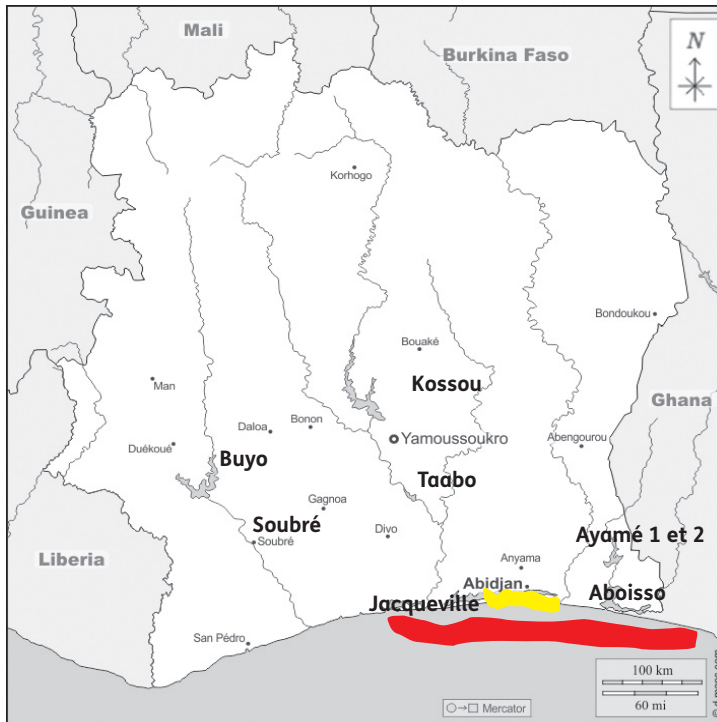 Mali
Burkina Faso
N
Korhogo
Guinea
Bondoukou
Bouaké
Man
Kossou
Ghana
Daloa
Bonon
Yamoussoukro
Duékoué
Abengourou
Buyo
Taabo
Gagnoa
Soubré
Soubré
Divo
Ayamé 1 et 2
Liberia
Anyama
Abidjan
Aboisso
Jacqueville
San Pédro
100 km
60 mi
Mercator